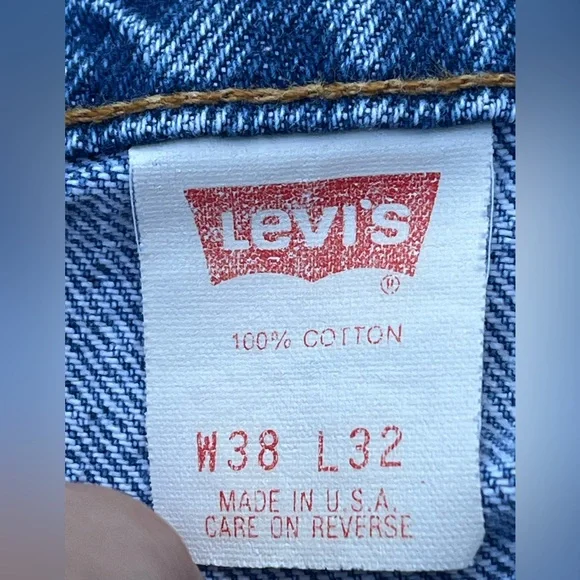 Levi's
®
100% COTTON
W38 L32
MADE IN U.S.A.
CARE ON REVERSE